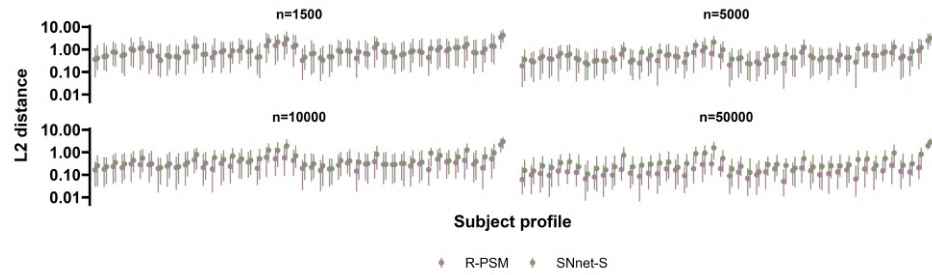 n=1500
n=5000
10.00
1.00
0.10
0.01
L2 distance
n=10000
n=50000
10.00
1.00
0.10
0.01
Subject profile
R-PSM
SNnet-S